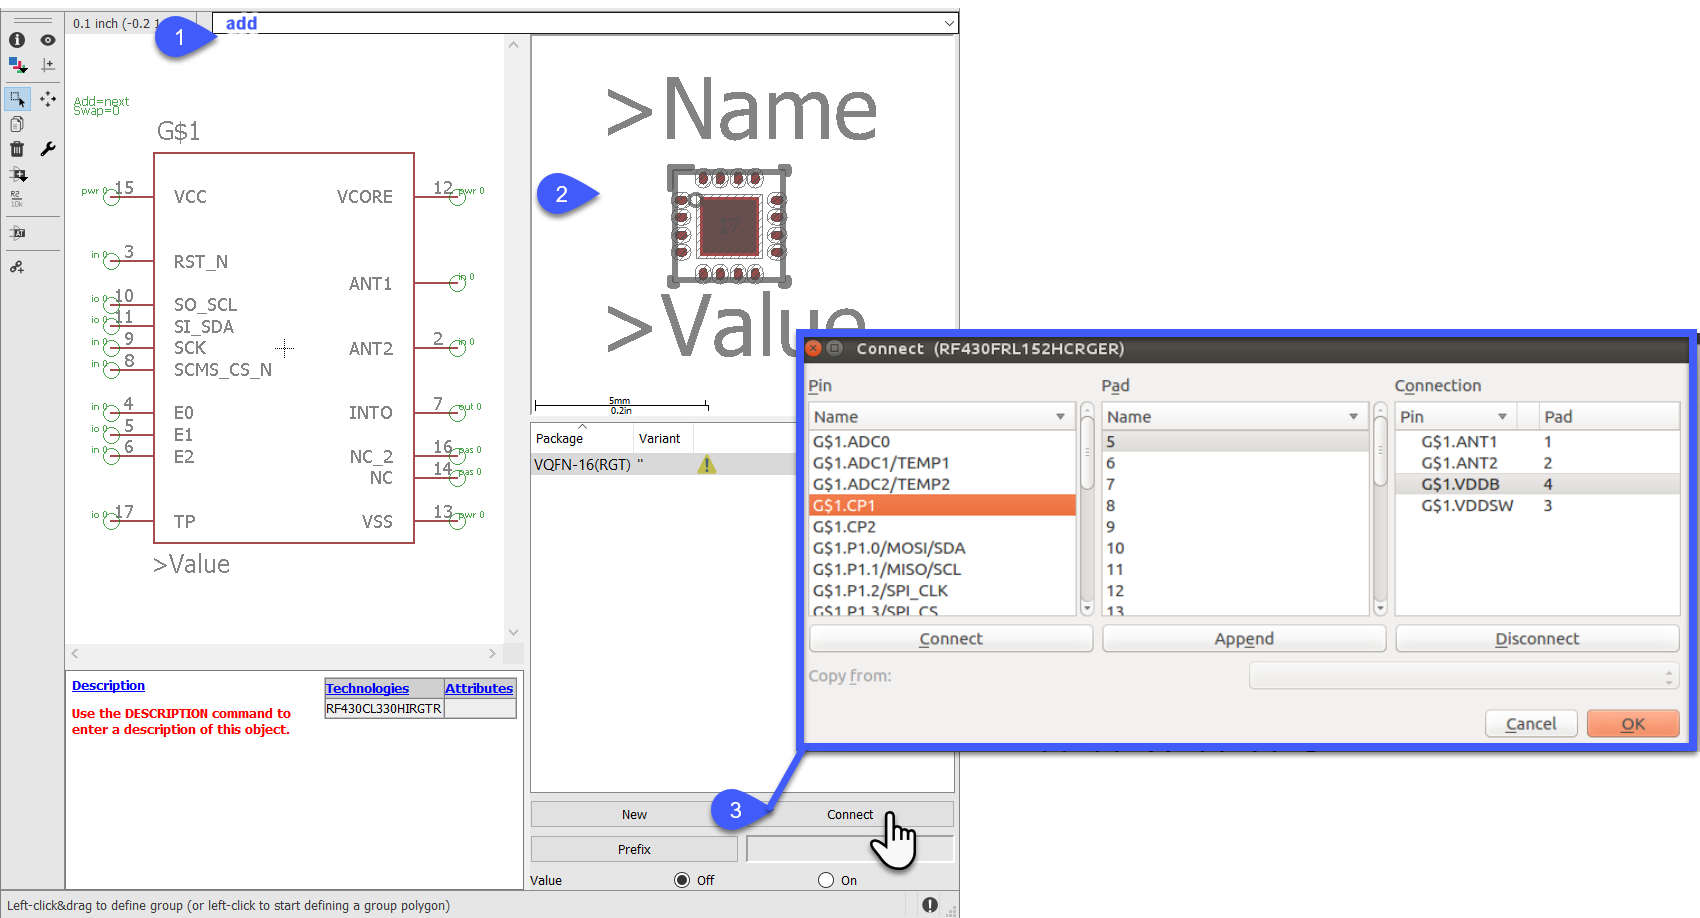 0.1 inch (-0.2 1
add
1
Add=next
Swap=0
G$1
pwr 0 15 VCC
VCORE 12 pwr 0
in 0 3 RST_N
ANT1 in 0
io 0 10 SO_SCL
io 0 11 SI_SDA
in 0 9 SCK
ANT2 2 in 0
in 0 8 SCMS_CS_N
in 0 4 E0
INTO 7 out 0
io 0 5 E1
in 0 6 E2
NC_2 16 pas 0
NC 14 pas 0
io 0 17 TP
VSS 13 pwr 0
>Value
R2
10k
>Name
2
17
>Value
5mm
0.2in
Package Variant
VQFN-16(RGT) ''
Connect (RF430FRL152HCRGER)
Pin Pad Connection
Name Name Pin Pad
G$1.ADC0 5 G$1.ANT1 1
G$1.ADC1/TEMP1 6 G$1.ANT2 2
G$1.ADC2/TEMP2 7 G$1.VDDB 4
G$1.CP1 8 G$1.VDDSW 3
G$1.CP2 9
G$1.P1.0/MOSI/SDA 10
G$1.P1.1/MISO/SCL 11
G$1.P1.2/SPI_CLK 12
G$1.P1.3/SPI_CS 13
Connect Append Disconnect
Copy from:
Cancel OK
Description
Use the DESCRIPTION command to
enter a description of this object.
Technologies Attributes
RF430CL330HIRGTR
3
New Connect
Prefix
Value Off On
Left-click&drag to define group (or left-click to start defining a group polygon)